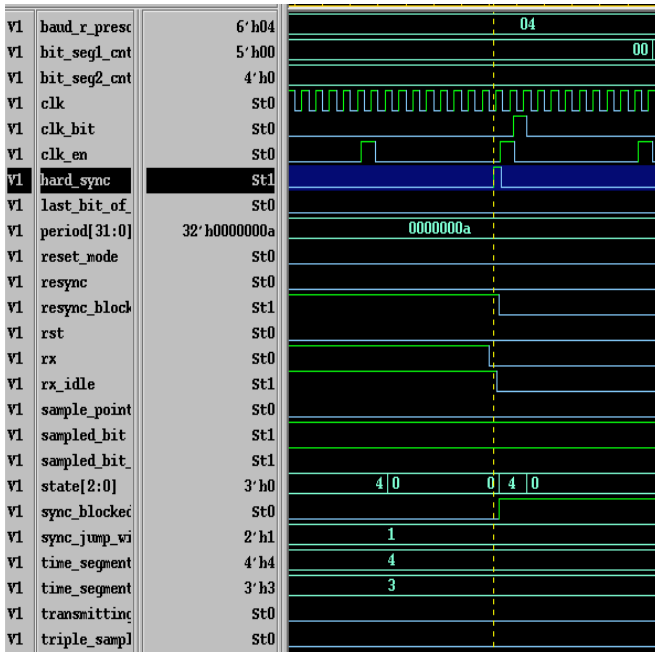 V1 baud_r_presc 6'h04 04
V1 bit_seg1_cnt 5'h00 00
V1 bit_seg2_cnt 4'h0
V1 clk St0
V1 clk_bit St0
V1 clk_en St0
V1 hard_sync St1
V1 last_bit_of_ St0
V1 period[31:0] 32'h0000000a 0000000a
V1 reset_mode St0
V1 resync St0
V1 resync_block St1
V1 rst St0
V1 rx St0
V1 rx_idle St1
V1 sample_point St0
V1 sampled_bit St1
V1 sampled_bit_ St1
V1 state[2:0] 3'h0 4 0 0 4 0
V1 sync_blocked St0
V1 sync_jump_wi 2'h1 1
V1 time_segment 4'h4 4
V1 time_segment 3'h3 3
V1 transmitting St0
V1 triple_sampl St0